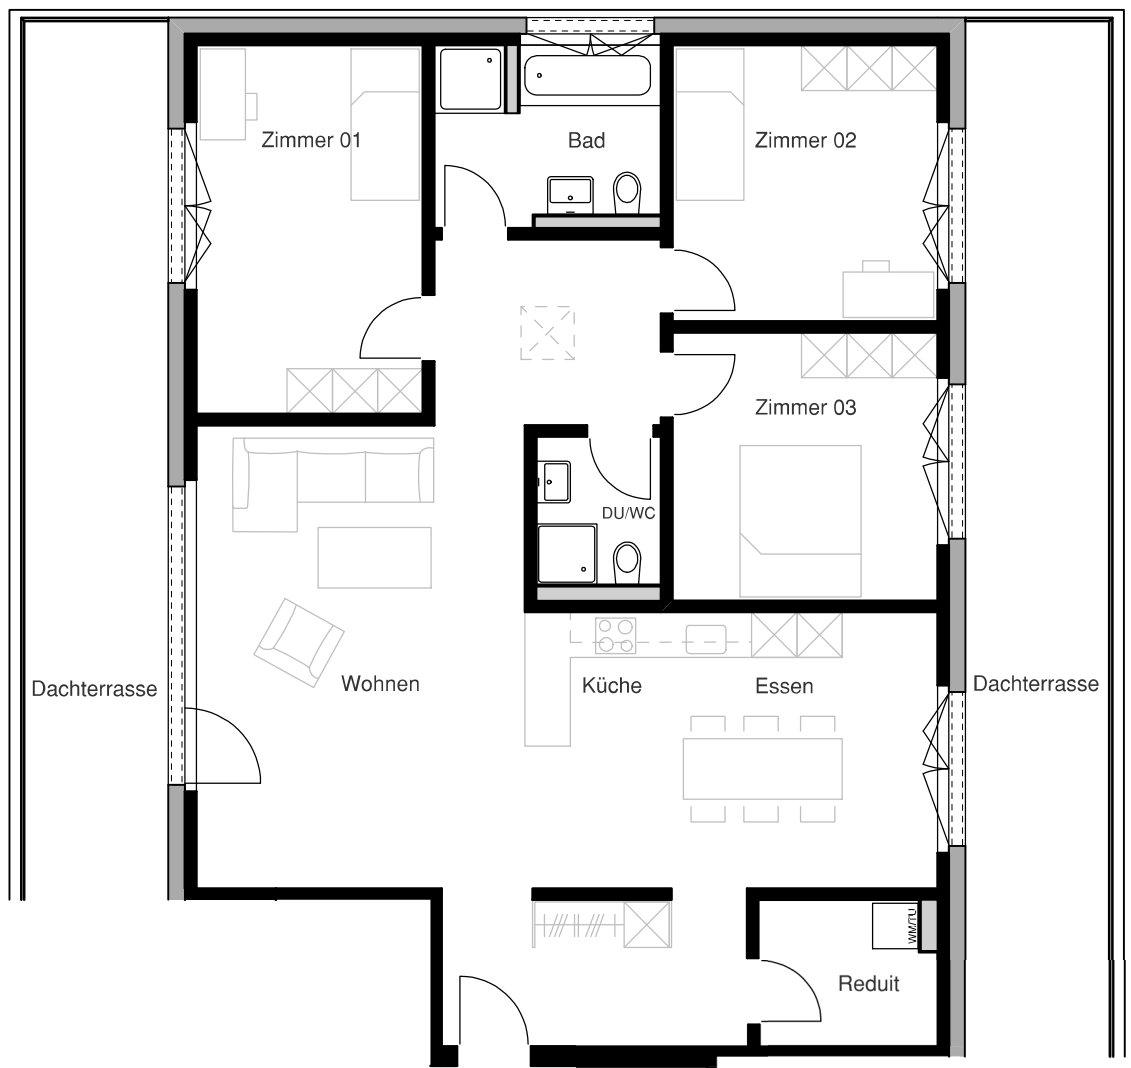 Zimmer 01
Bad
Zimmer 02
Zimmer 03
DU/WC
Dachterrasse
Wohnen
Küche
Essen
Dachterrasse
WM/TU
Reduit